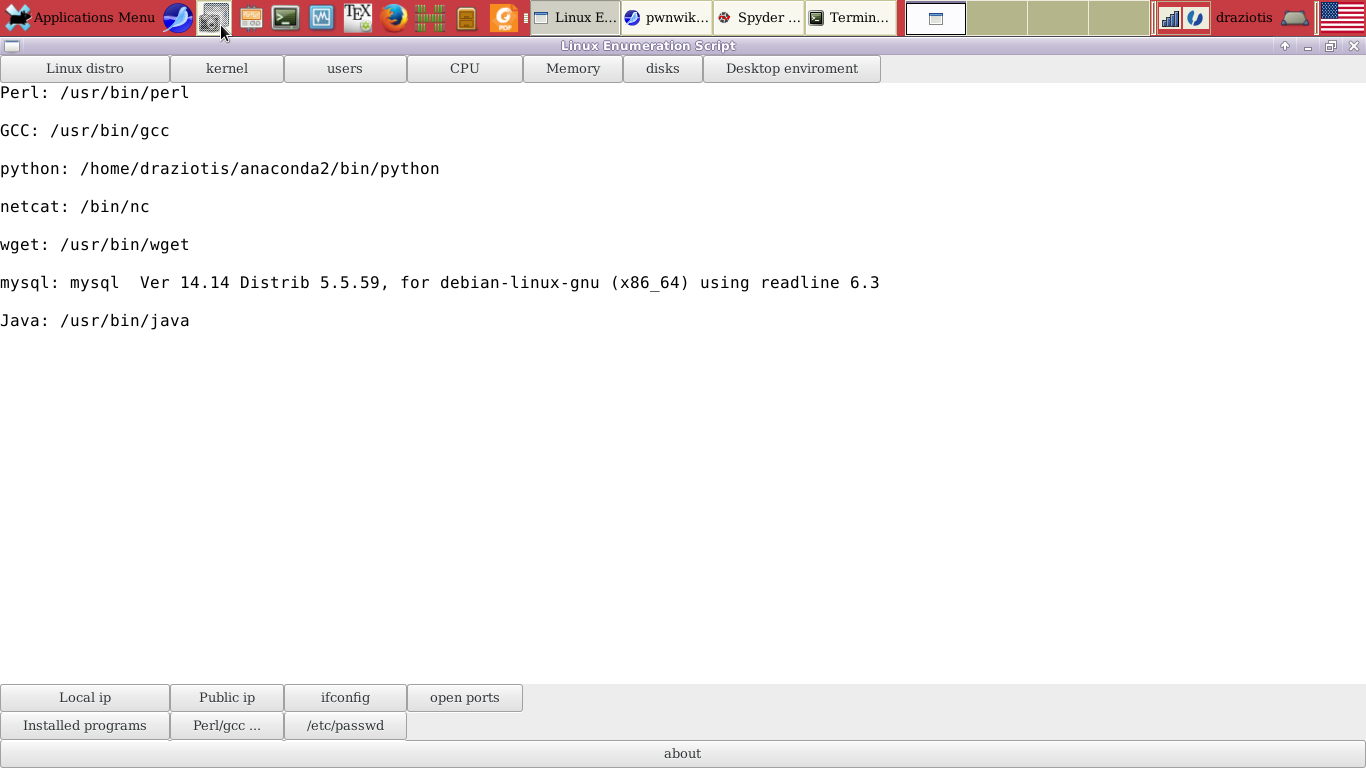 Applications Menu
TEX
PDF
Linux E...
pwnwik...
Spyder ...
Termin...
draziotis
Linux Enumeration Script
Linux distro
kernel
users
CPU
Memory
disks
Desktop enviroment
Perl: /usr/bin/perl
GCC: /usr/bin/gcc
python: /home/draziotis/anaconda2/bin/python
netcat: /bin/nc
wget: /usr/bin/wget
mysql: mysql  Ver 14.14 Distrib 5.5.59, for debian-linux-gnu (x86_64) using readline 6.3
Java: /usr/bin/java
Local ip
Public ip
ifconfig
open ports
Installed programs
Perl/gcc ...
/etc/passwd
about